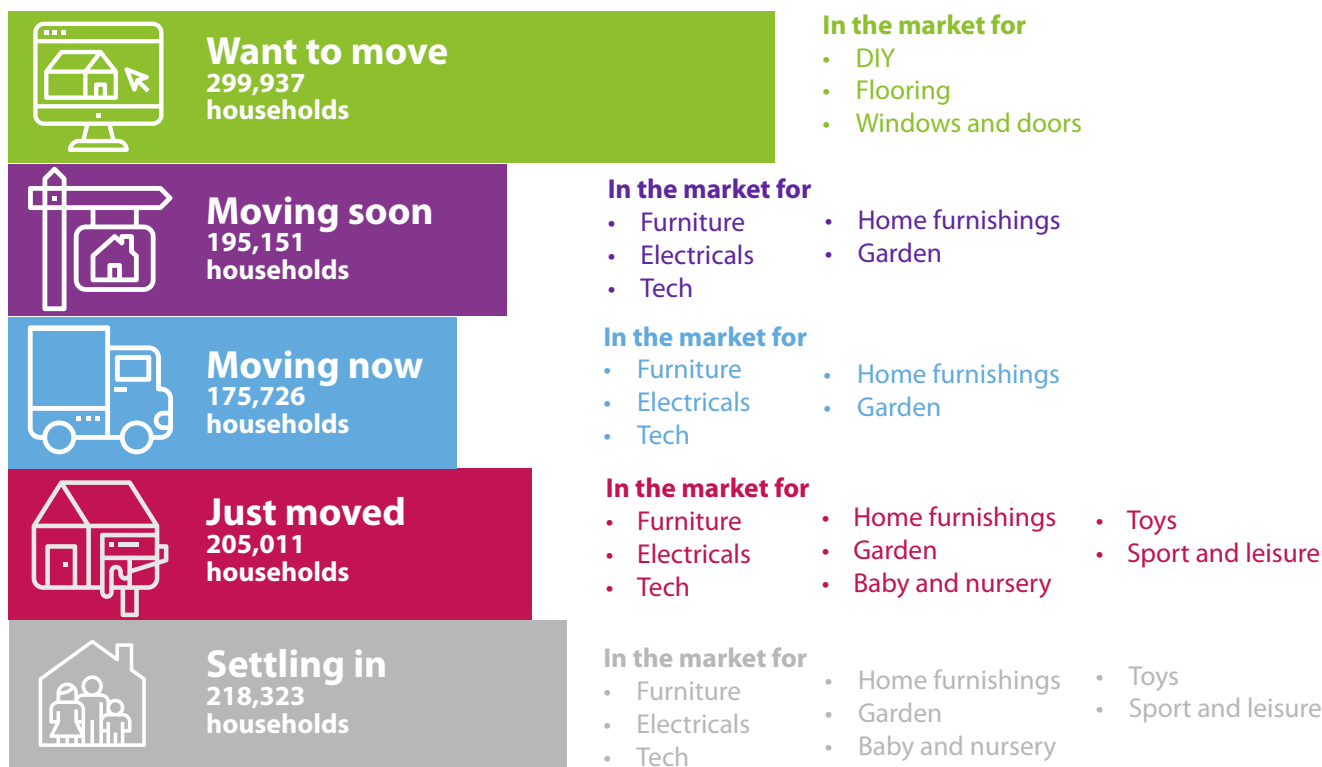 Want to move
299,937
households
In the market for
• DIY
• Flooring
• Windows and doors
Moving soon
195,151
households
In the market for
• Furniture
• Electricals
• Tech
• Home furnishings
• Garden
Moving now
175,726
households
In the market for
• Furniture
• Electricals
• Tech
• Home furnishings
• Garden
Just moved
205,011
households
In the market for
• Furniture
• Electricals
• Tech
• Home furnishings
• Garden
• Baby and nursery
• Toys
• Sport and leisure
Settling in
218,323
households
In the market for
• Furniture
• Electricals
• Tech
• Home furnishings
• Garden
• Baby and nursery
• Toys
• Sport and leisure